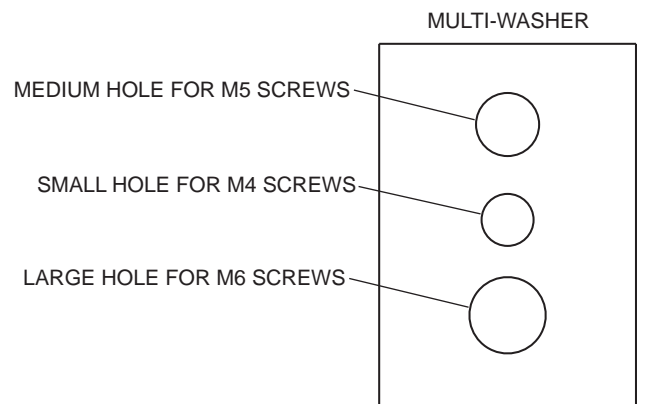 MULTI-WASHER
MEDIUM HOLE FOR M5 SCREWS
SMALL HOLE FOR M4 SCREWS
LARGE HOLE FOR M6 SCREWS